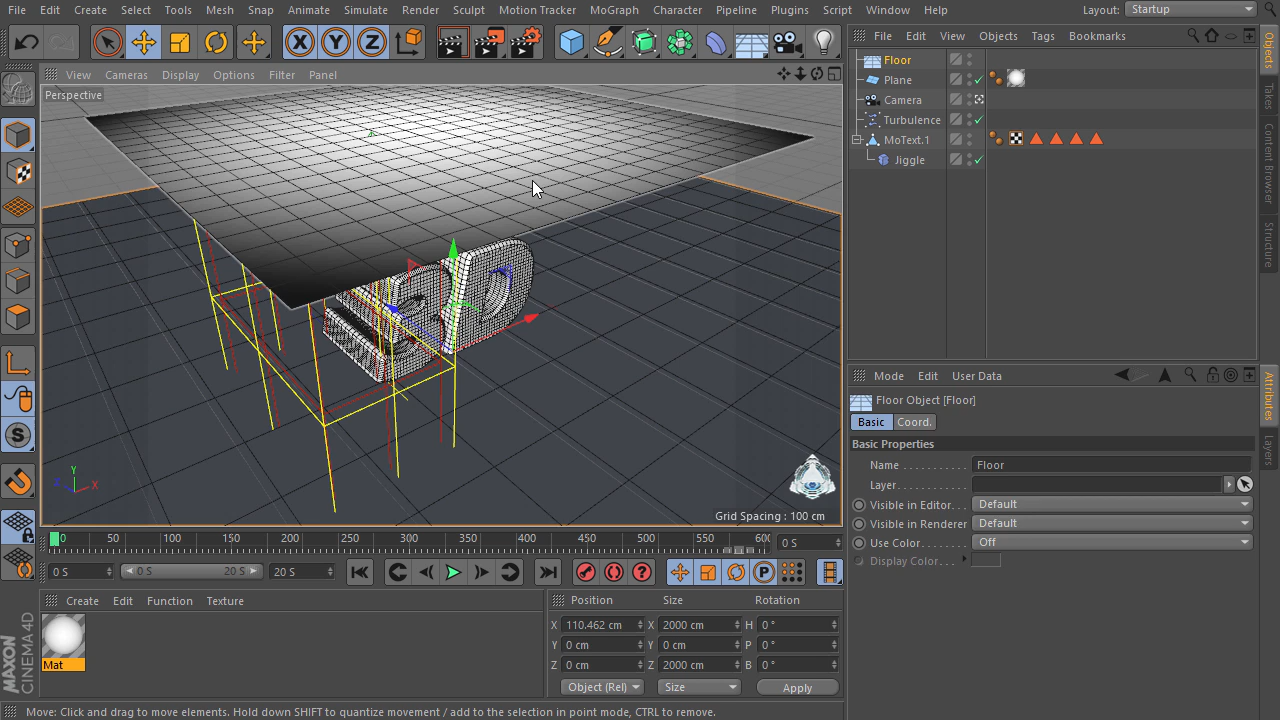 File Edit Create Select Tools Mesh Snap Animate Simulate Render Sculpt Motion Tracker MoGraph Character Pipeline Plugins Script Window Help Layout: Startup
X Y Z
View Cameras Display Options Filter Panel
Perspective
Y
X
Z
Grid Spacing : 100 cm
0 50 100 150 200 250 300 350 400 450 500 550 600 0 S
0 S 0 S 20 S 20 S
Create Edit Function Texture
Mat
MAXON
CINEMA 4D
Position Size Rotation
X 110.462 cm X 2000 cm H 0 °
Y 0 cm Y 0 cm P 0 °
Z 0 cm Z 2000 cm B 0 °
Object (Rel) Size Apply
Move: Click and drag to move elements. Hold down SHIFT to quantize movement / add to the selection in point mode, CTRL to remove.
File Edit View Objects Tags Bookmarks
Floor
Plane
Camera
Turbulence
MoText.1
Jiggle
Objects
Takes
Content Browser
Structure
Mode Edit User Data
Floor Object [Floor]
Basic Coord.
Basic Properties
Name . . . . . . . . . . . Floor
Layer. . . . . . . . . . . .
Visible in Editor. . . Default
Visible in Renderer Default
Use Color. . . . . . . . Off
Display Color. . .
Attributes
Layers